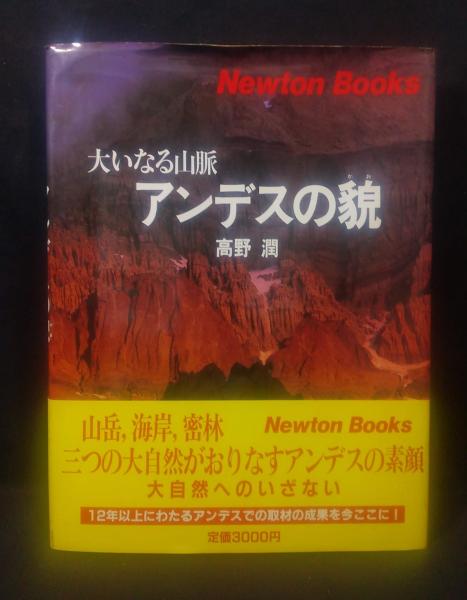 Newton Books
大いなる山脈
かお
アンデスの貌
高野 潤
山岳,海岸,密林
Newton Books
三つの大自然がおりなすアンデスの素顔
大自然へのいざない
12年以上にわたるアンデスでの取材の成果を今ここに!
定価3000円